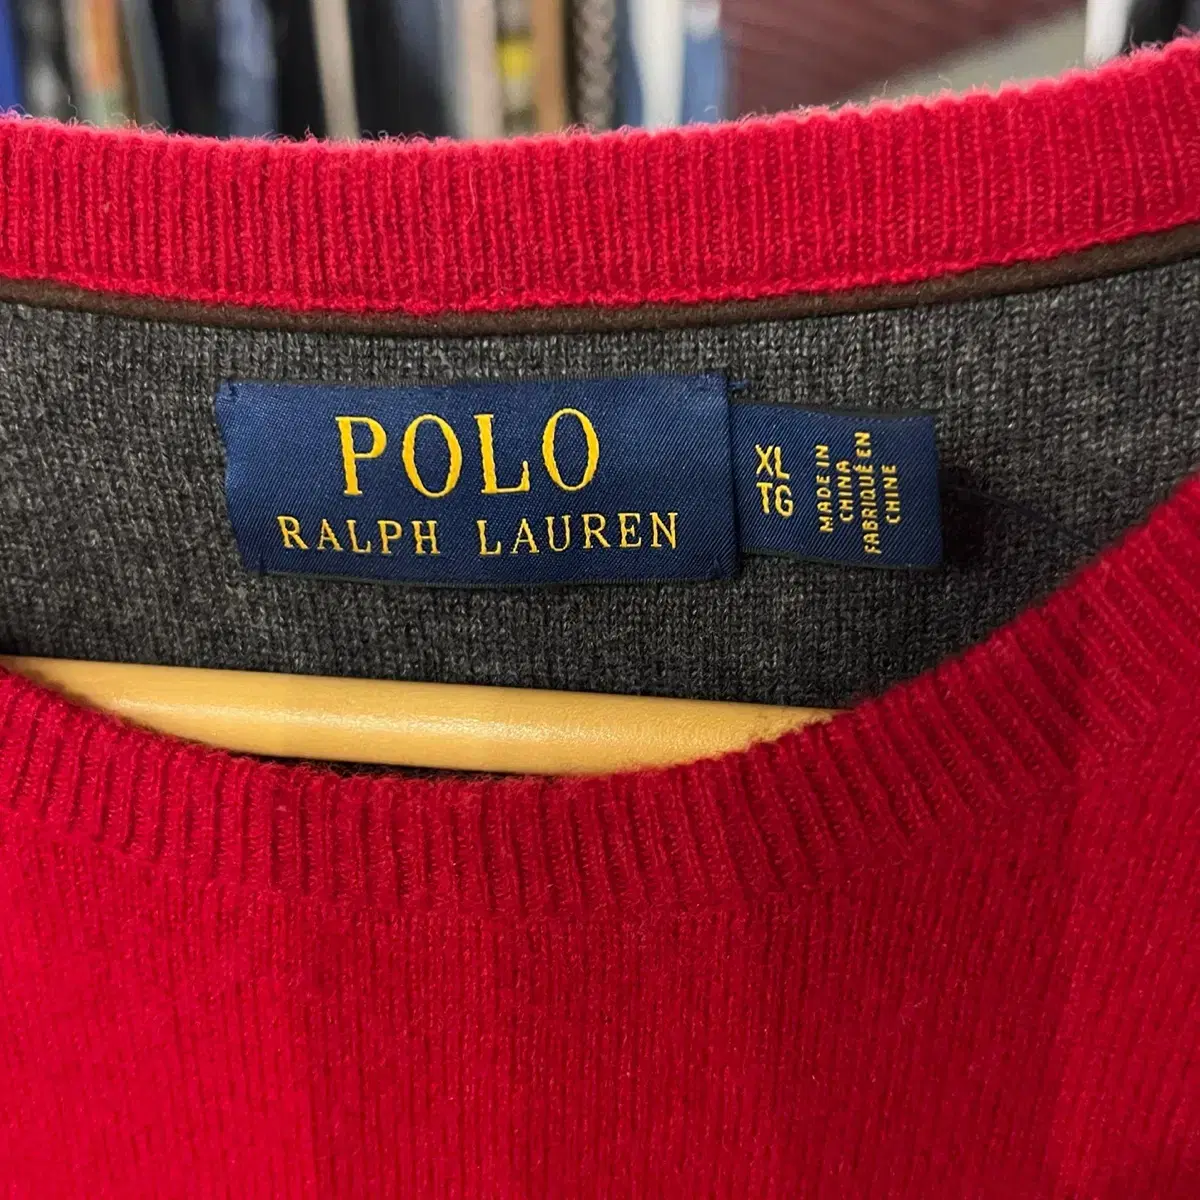 POLO
RALPH LAUREN
XL
TG
MADE IN
CHINA
FABRIQUÉ EN
CHINE